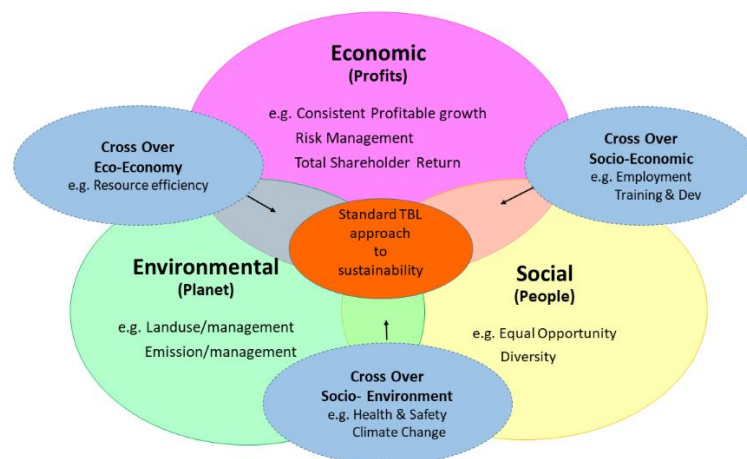 Economic
(Profits)
e.g. Consistent Profitable growth
Risk Management
Total Shareholder Return
Cross Over
Eco-Economy
e.g. Resource efficiency
Cross Over
Socio-Economic
e.g. Employment
Training & Dev
Standard TBL
approach
to
sustainability
Environmental
(Planet)
e.g. Landuse/management
Emission/management
Social
(People)
e.g. Equal Opportunity
Diversity
Cross Over
Socio- Environment
e.g. Health & Safety
Climate Change